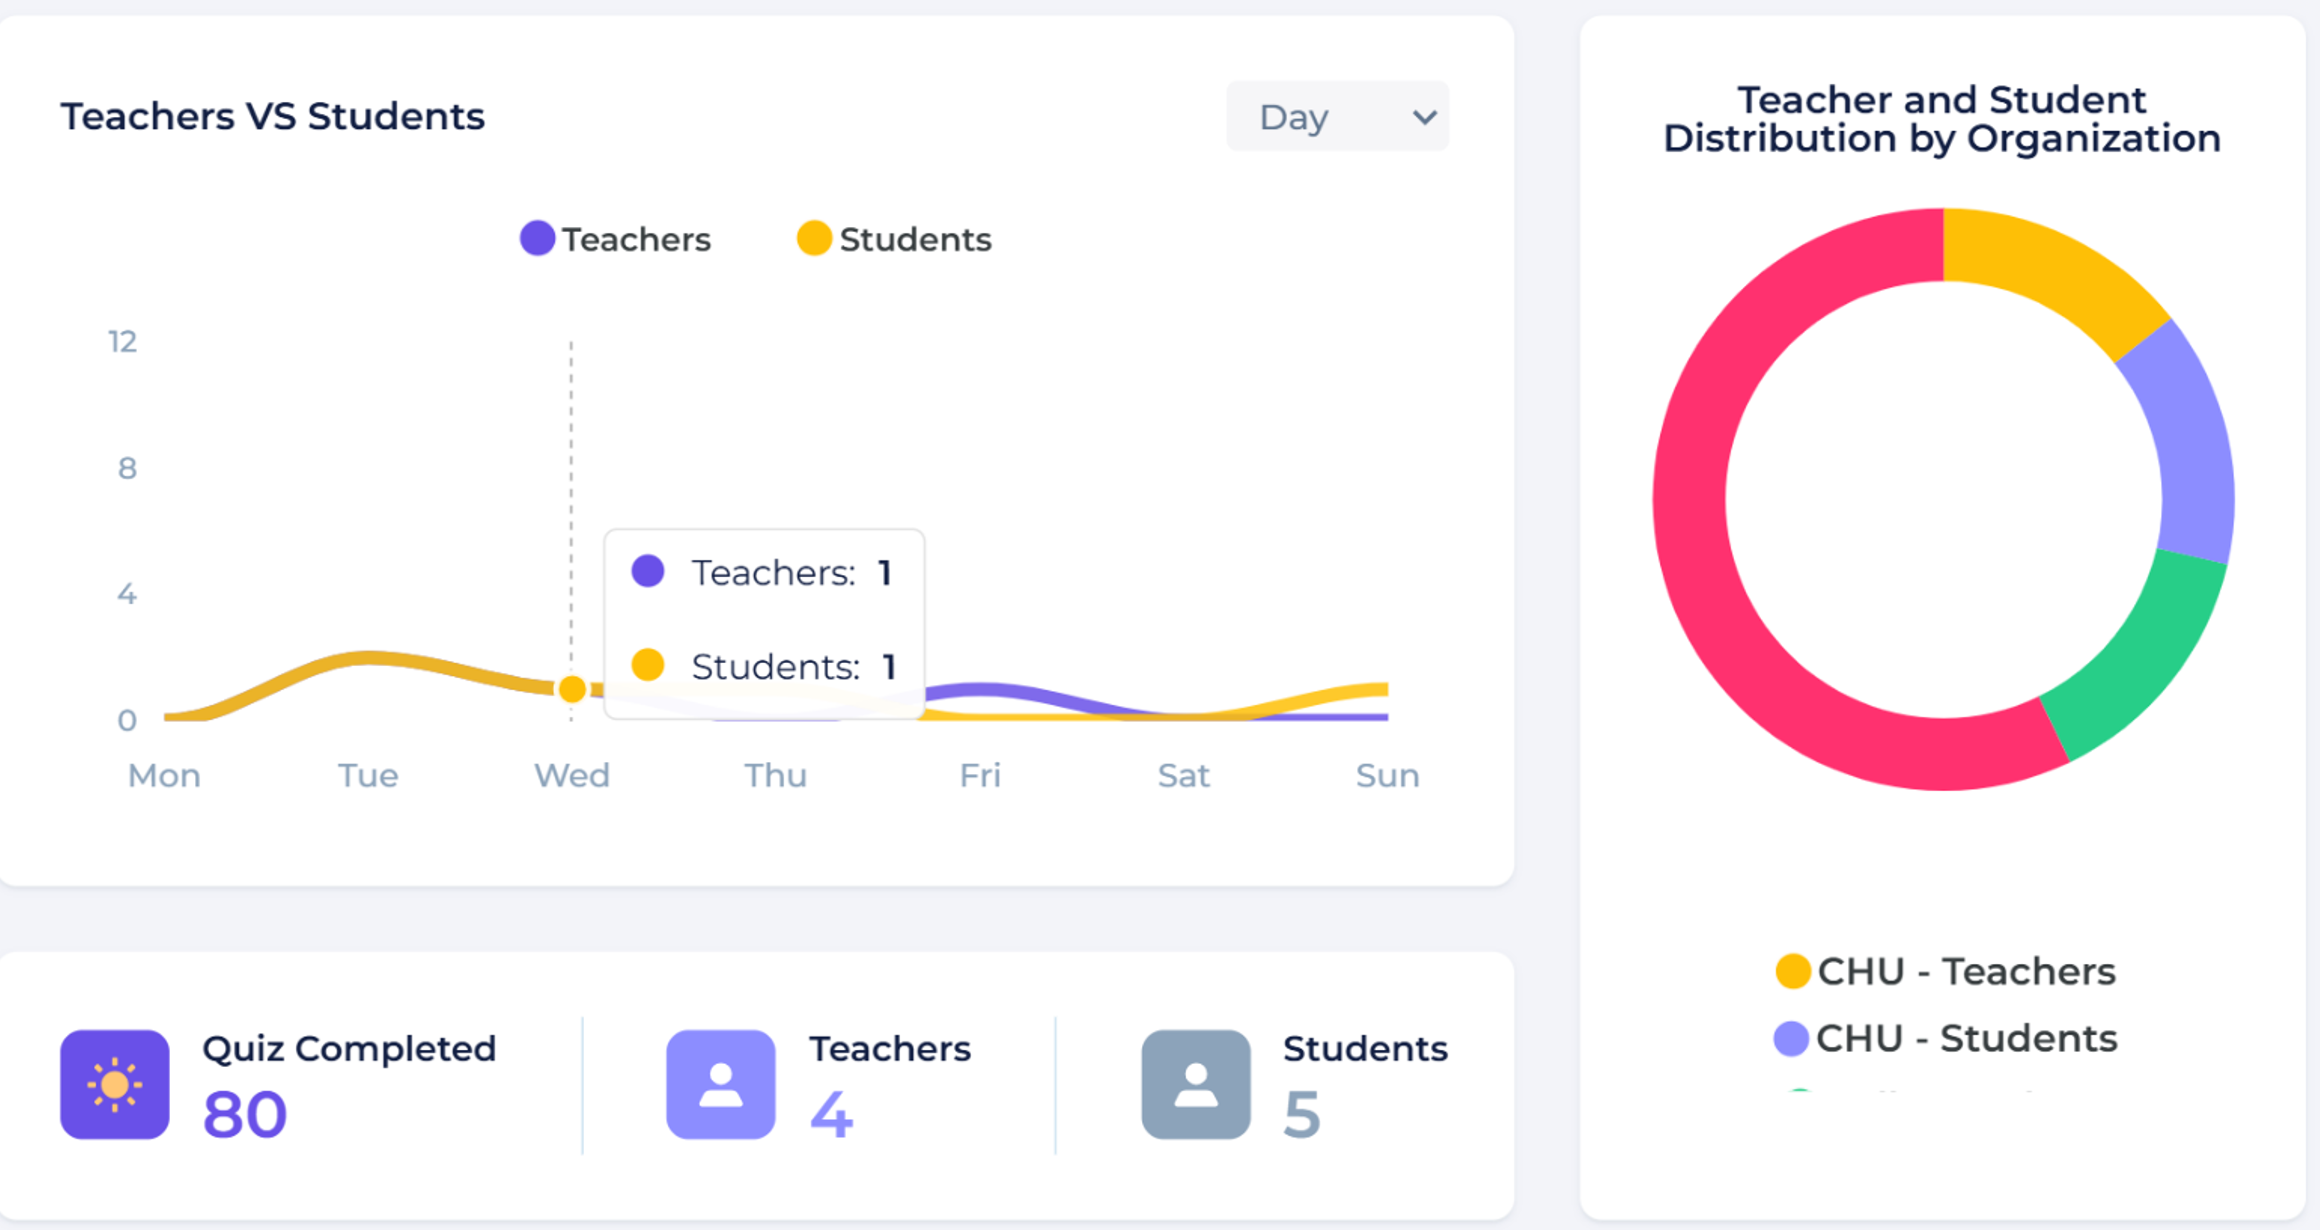 Teachers VS Students
Day
Teachers
Students
12
8
4
0
Teachers: 1
Students: 1
Mon
Tue
Wed
Thu
Fri
Sat
Sun
Quiz Completed
80
Teachers
4
Students
5
Teacher and Student
Distribution by Organization
CHU - Teachers
CHU - Students